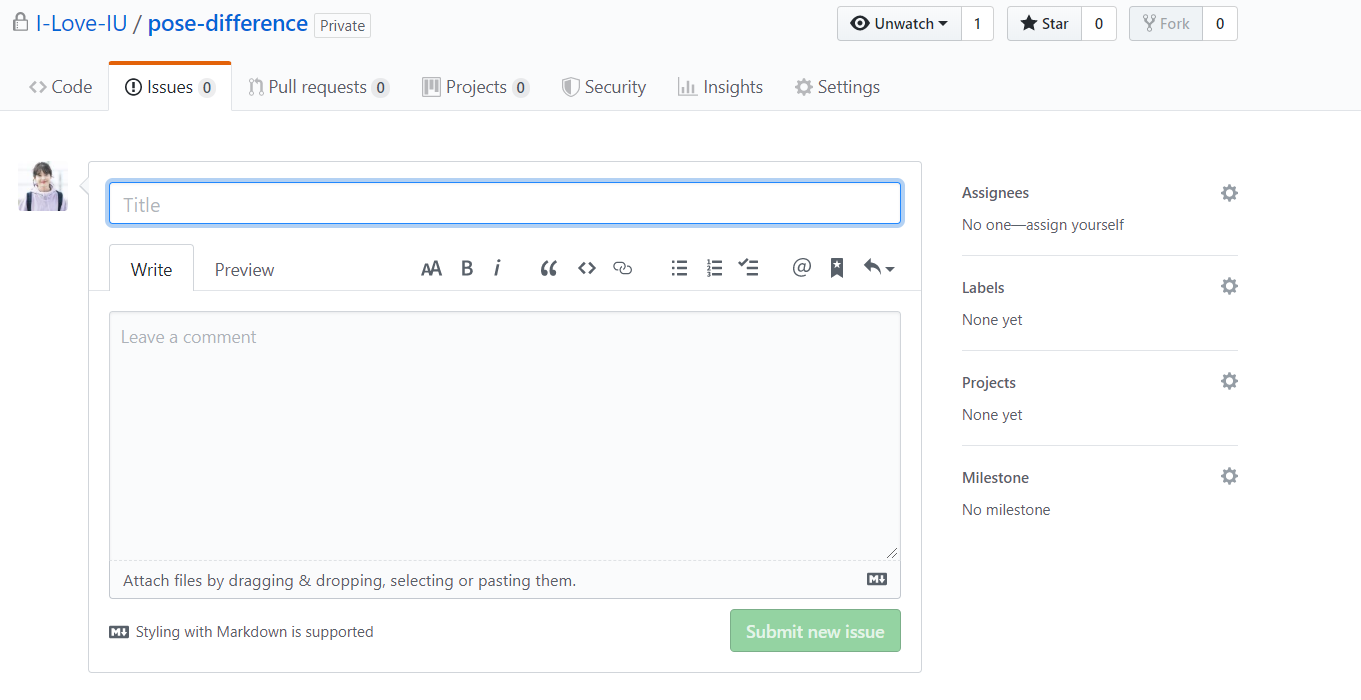 I-Love-IU / pose-difference Private
Unwatch 1 Star 0 Fork 0
Code Issues 0 Pull requests 0 Projects 0 Security Insights Settings
Title
Write Preview
AA B i “ <> @
Leave a comment
Attach files by dragging & dropping, selecting or pasting them.
M↓
M↓ Styling with Markdown is supported
Submit new issue
Assignees
No one—assign yourself
Labels
None yet
Projects
None yet
Milestone
No milestone